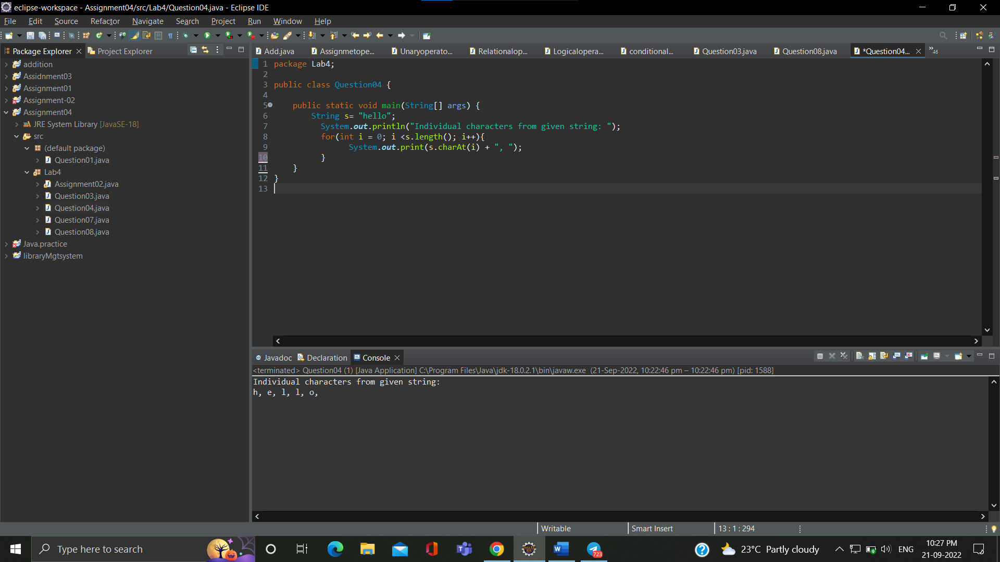 eclipse-workspace - Assignment04/src/Lab4/Question04.java - Eclipse IDE
File Edit Source Refactor Navigate Search Project Run Window Help
Package Explorer Project Explorer
addition
Assidnment03
Assignment01
Assignment-02
Assignment04
JRE System Library [JavaSE-18]
src
(default package)
Question01.java
Lab4
Assignment02.java
Question03.java
Question04.java
Question07.java
Question08.java
Java.practice
libraryMgtsystem
Add.java Assignmetope... Unaryoperato... Relationalop... Logicalopera... conditional... Question03.java Question08.java *Question04... »46
1 package Lab4;
2
3 public class Question04 {
4
5 public static void main(String[] args) {
6 String s= "hello";
7 System.out.println("Individual characters from given string: ");
8 for(int i = 0; i <s.length(); i++){
9 System.out.print(s.charAt(i) + ", ");
10 }
11 }
12 }
13
Javadoc Declaration Console
<terminated> Question04 (1) [Java Application] C:\Program Files\Java\jdk-18.0.2.1\bin\javaw.exe (21-Sep-2022, 10:22:46 pm – 10:22:46 pm) [pid: 1588]
Individual characters from given string:
h, e, l, l, o,
Writable Smart Insert 13 : 1 : 294
Type here to search
723
23°C Partly cloudy
ENG
10:27 PM
21-09-2022